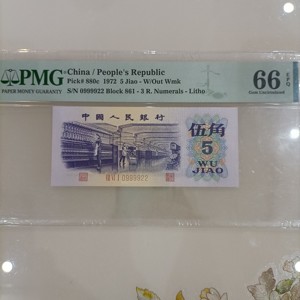 PMG
PAPER MONEY GUARANTY
China / People's Republic
Pick# 880c 1972 5 Jiao - W/Out Wmk
S/N 0999922 Block 861 - 3 R. Numerals - Litho
66 EPQ
Gem Uncirculated
中国人民银行
伍角
5
WU
JIAO
0999922